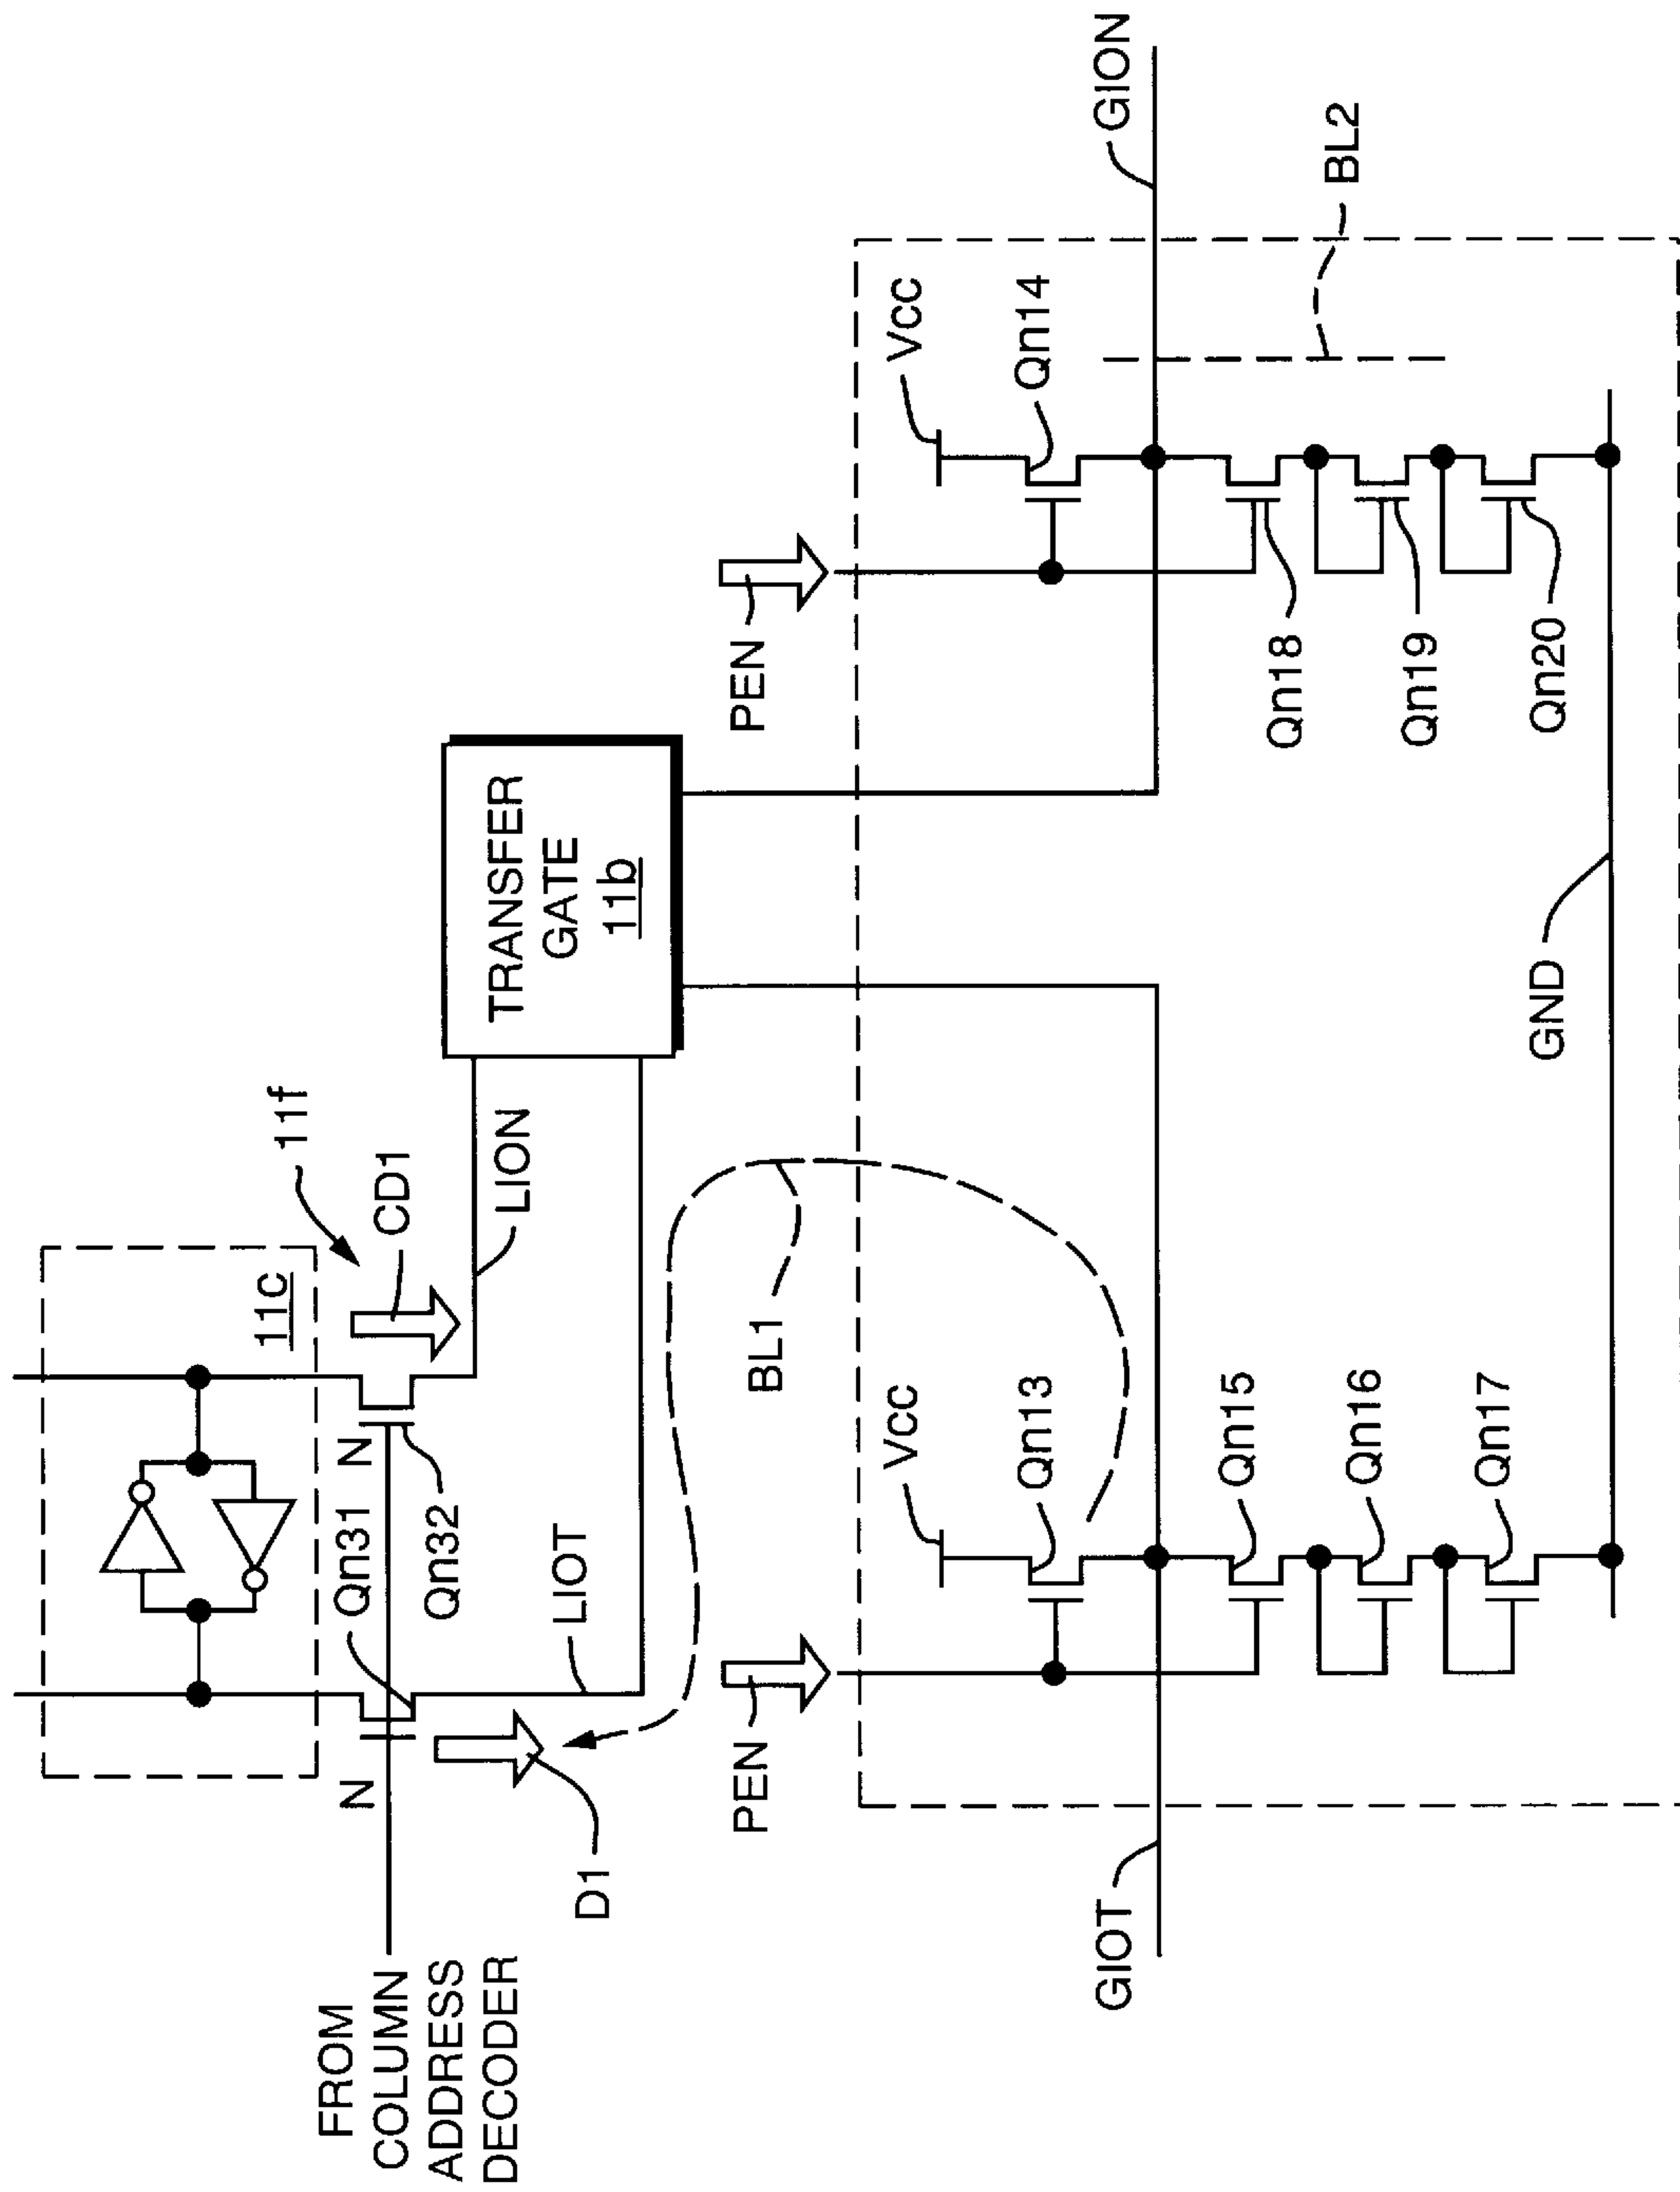 11c
11f
N
N
Qn31
CD1
FROM
COLUMN
ADDRESS
DECODER
Qn32
LION
LIOT
D1
TRANSFER
GATE
11b
PEN
BL1
PEN
Vcc
Vcc
Qn13
Qn14
GIOT
GION
Qn15
Qn18
BL2
Qn16
Qn19
Qn17
Qn20
GND